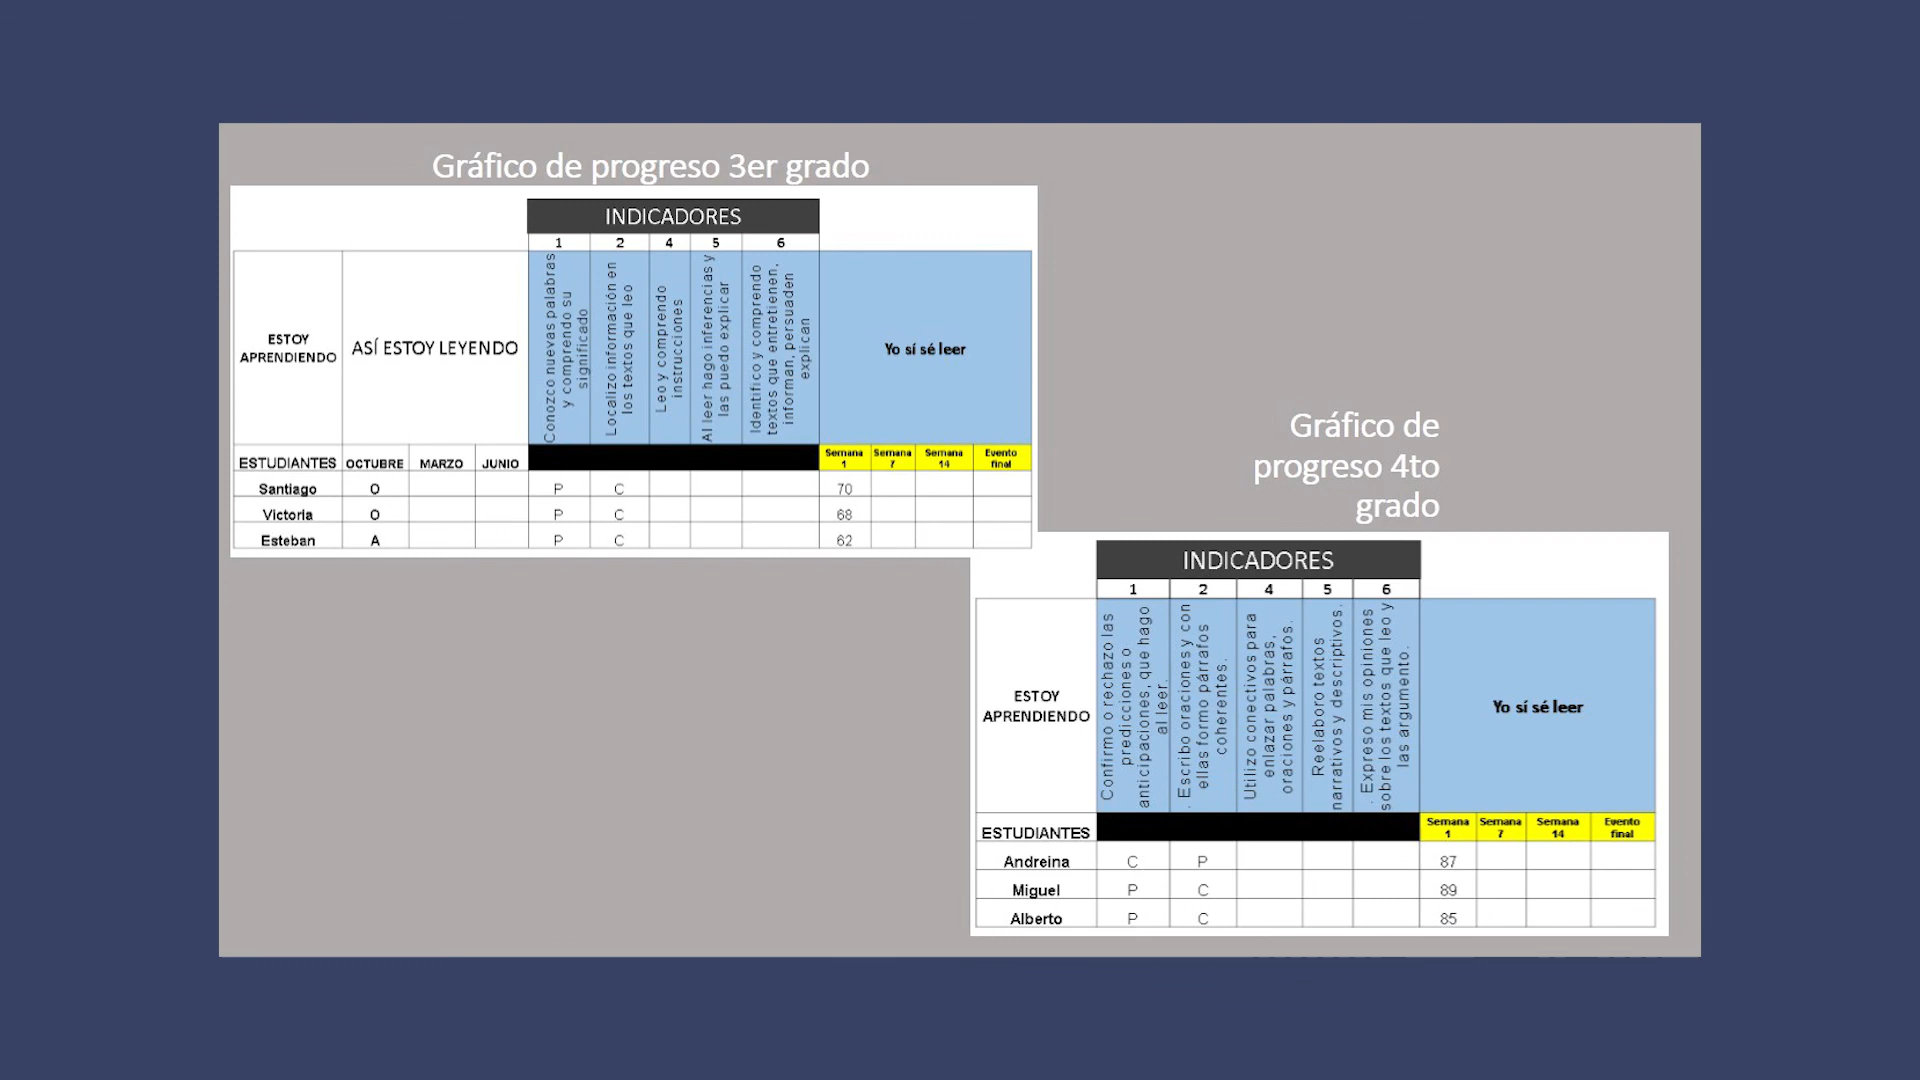 Gráfico de progreso 3er grado
INDICADORES
1 2 4 5 6
ESTOY
APRENDIENDO
ASÍ ESTOY LEYENDO
Conozco nuevas palabras
y comprendo su
significado
Localizo información en
los textos que leo
Leo y comprendo
instrucciones
Al leer hago inferencias y
las puedo explicar
Identifico y comprendo
textos que entretienen,
informan, persuaden
explican
Yo sí sé leer
ESTUDIANTES OCTUBRE MARZO JUNIO Semana 1 Semana 7 Semana 14 Evento final
Santiago O P C 70
Victoria O P C 68
Esteban A P C 62
Gráfico de
progreso 4to
grado
INDICADORES
1 2 4 5 6
ESTOY
APRENDIENDO
Confirmo o rechazo las
predicciones o
anticipaciones, que hago
al leer.
. Escribo oraciones y con
ellas formo párrafos
coherentes.
Utilizo conectivos para
enlazar palabras,
oraciones y párrafos.
Reelaboro textos
narrativos y descriptivos.
. Expreso mis opiniones
sobre los textos que leo y
las argumento.
Yo sí sé leer
ESTUDIANTES Semana 1 Semana 7 Semana 14 Evento final
Andreina C P 87
Miguel P C 89
Alberto P C 85